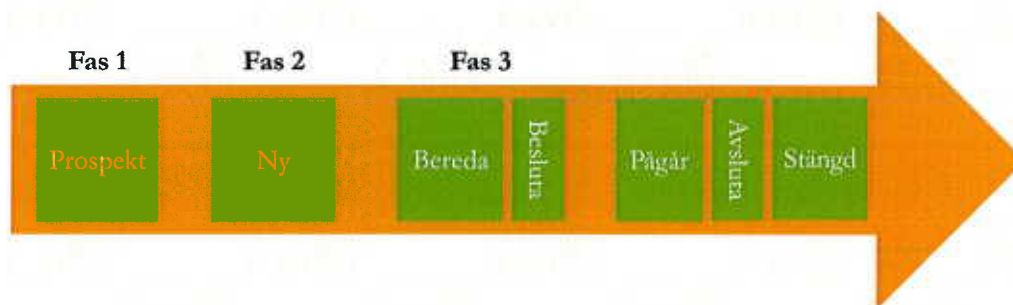 Fas 1
Fas 2
Fas 3
Prospekt
Ny
Bereda
Besluta
Pågår
Avsluta
Stängd